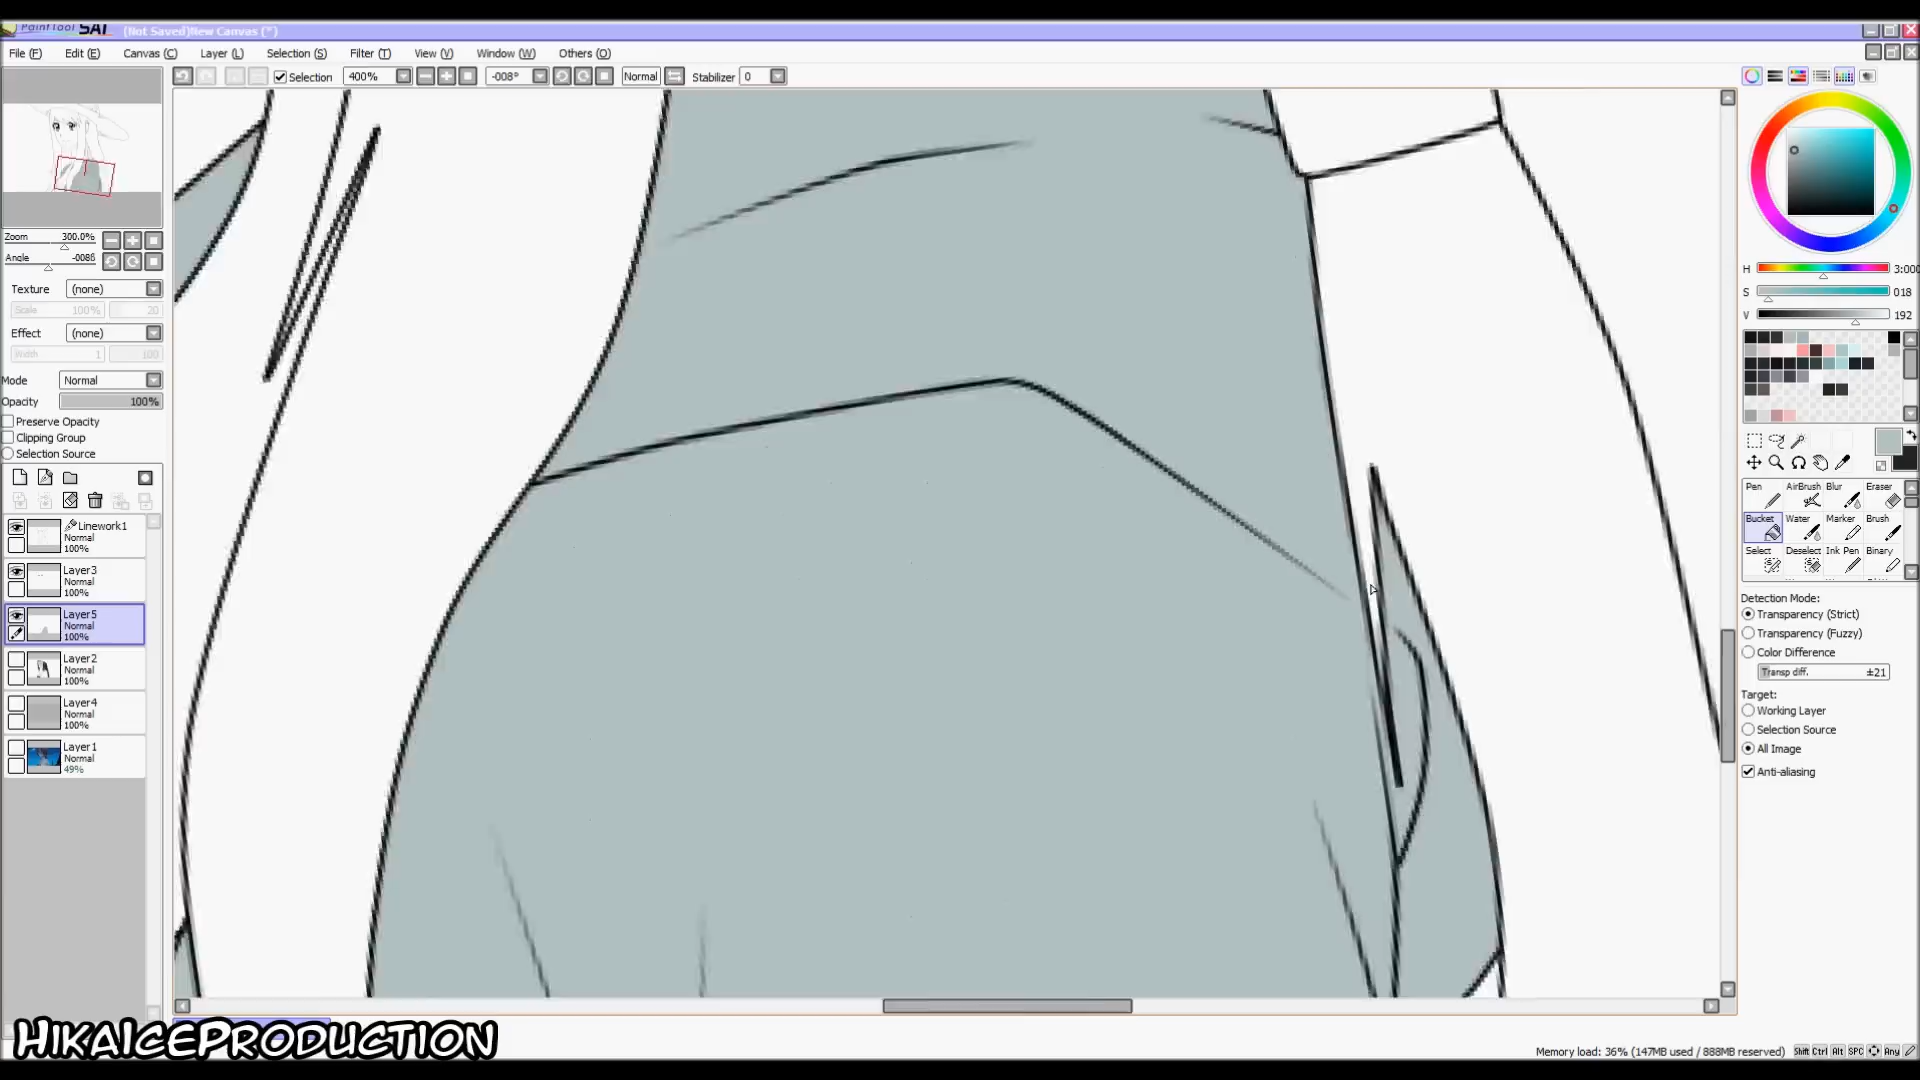 PaintTool SAI (Not Saved)New Canvas (*)
File (F) Edit (E) Canvas (C) Layer (L) Selection (S) Filter (T) View (V) Window (W) Others (O)
Selection 400% -008° Normal Stabilizer 0
Zoom 300.0%
Angle -008ß
Texture (none)
Scale 100% 20
Effect (none)
Width 1 100
Mode Normal
Opacity 100%
Preserve Opacity
Clipping Group
Selection Source
Linework1
Normal
100%
Layer3
Normal
100%
Layer5
Normal
100%
Layer2
Normal
100%
Layer4
Normal
100%
Layer1
Normal
49%
H 3:000
S 018
V 192
Pen AirBrush Blur Eraser
Bucket Water Marker Brush
Select Deselect Ink Pen Binary
Detection Mode:
Transparency (Strict)
Transparency (Fuzzy)
Color Difference
Transp diff. ±21
Target:
Working Layer
Selection Source
All Image
Anti-aliasing
HikaIceProduction
Memory load: 36% (147MB used / 888MB reserved) Shift Ctrl Alt SPC Any